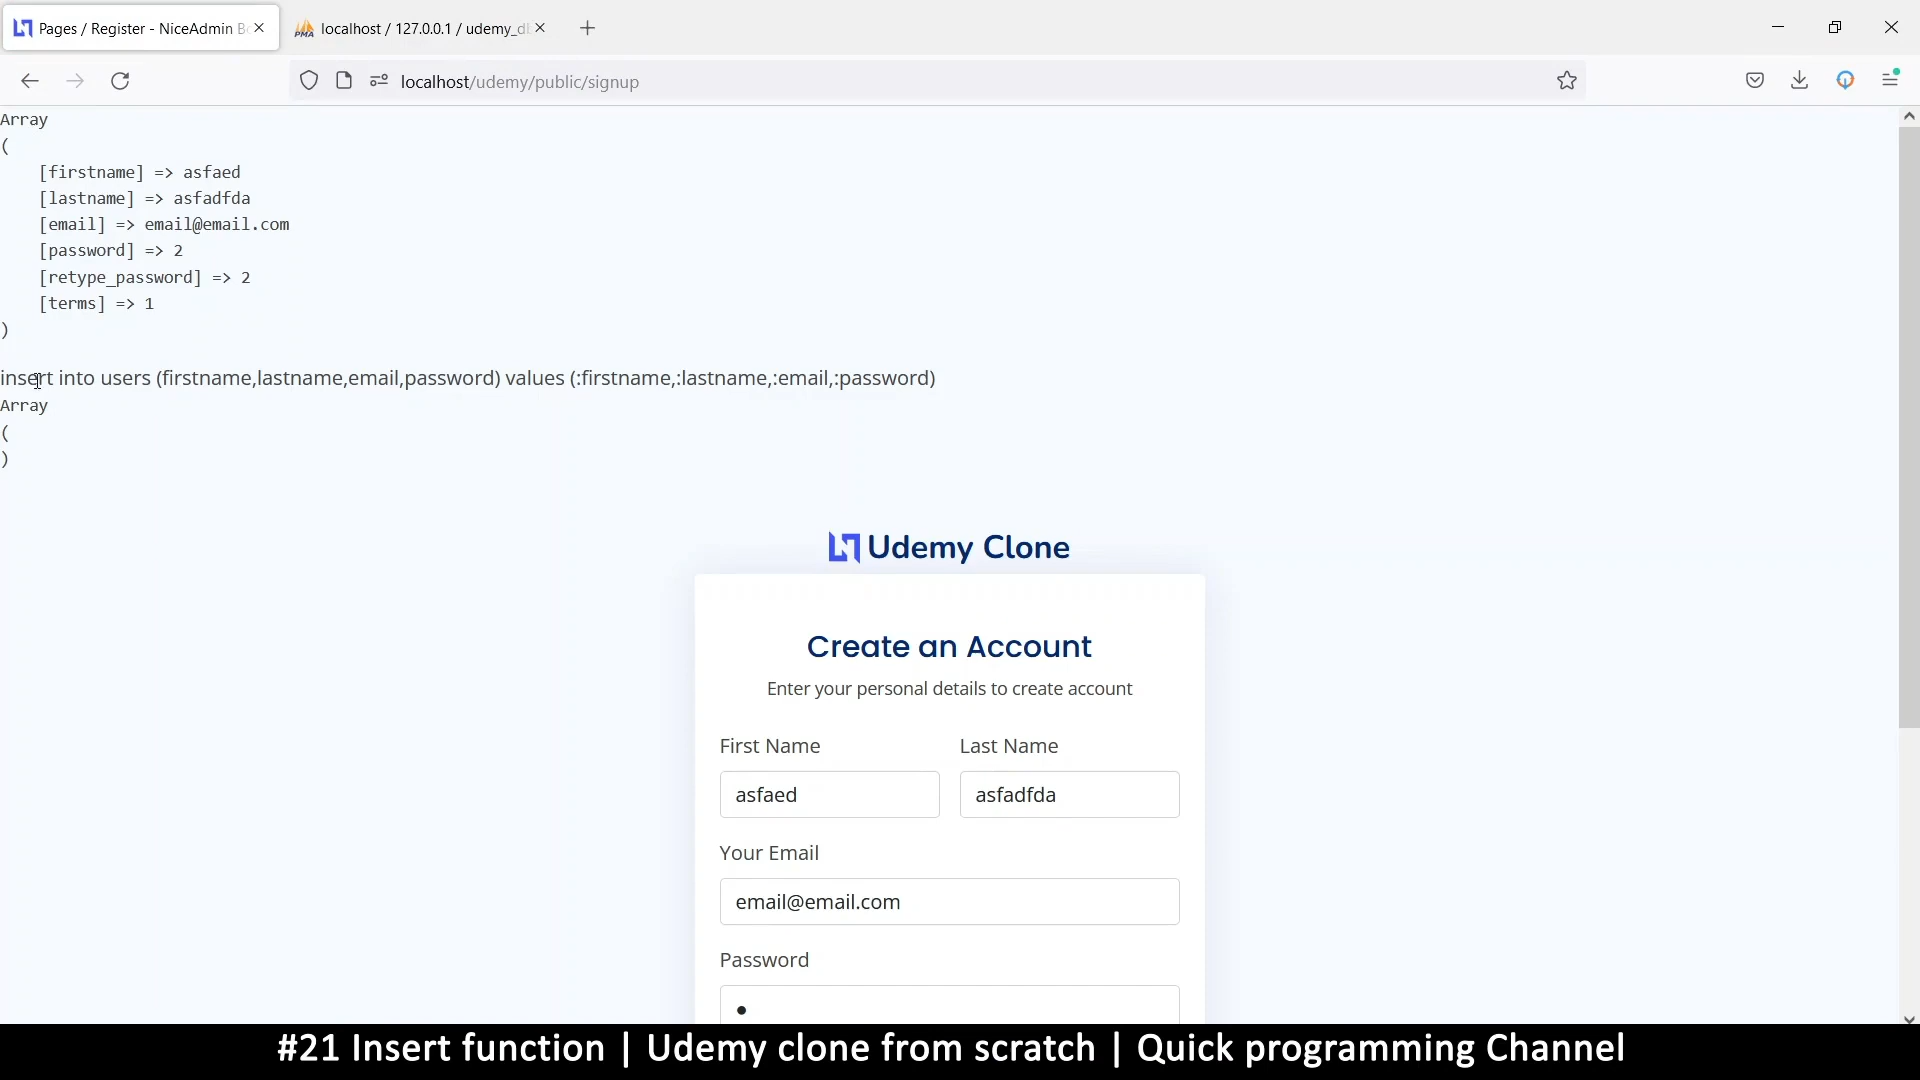 Pages / Register - NiceAdmin
localhost / 127.0.0.1 / udemy_d
localhost/udemy/public/signup
Array
(
[firstname] => asfaed
[lastname] => asfadfda
[email] => email@email.com
[password] => 2
[retype_password] => 2
[terms] => 1
)
insert into users (firstname,lastname,email,password) values (:firstname,:lastname,:email,:password)
Array
(
)
Udemy Clone
Create an Account
Enter your personal details to create account
First Name Last Name
asfaed asfadfda
Your Email
email@email.com
Password
#21 Insert function | Udemy clone from scratch | Quick programming Channel